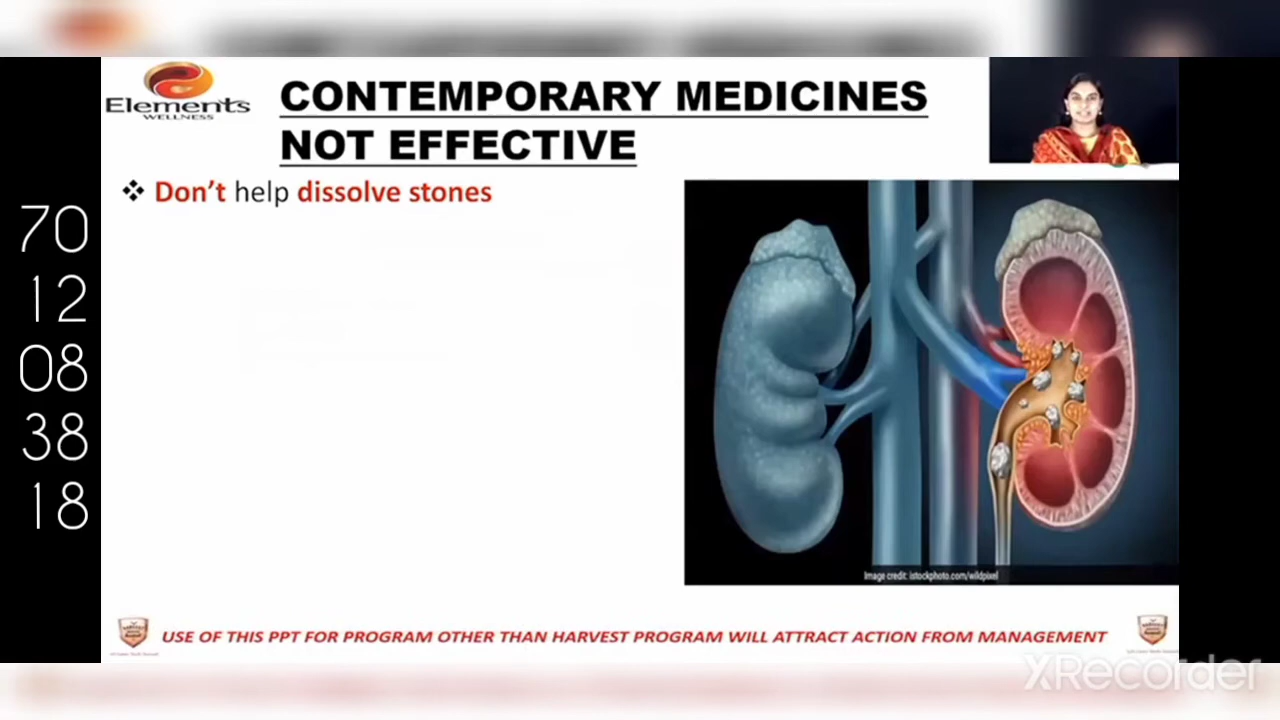 Elements
WELLNESS
CONTEMPORARY MEDICINES
NOT EFFECTIVE
❖ Don't help dissolve stones
70
12
08
38
18
Image credit: istockphoto.com/wildpixel
USE OF THIS PPT FOR PROGRAM OTHER THAN HARVEST PROGRAM WILL ATTRACT ACTION FROM MANAGEMENT
XRecorder